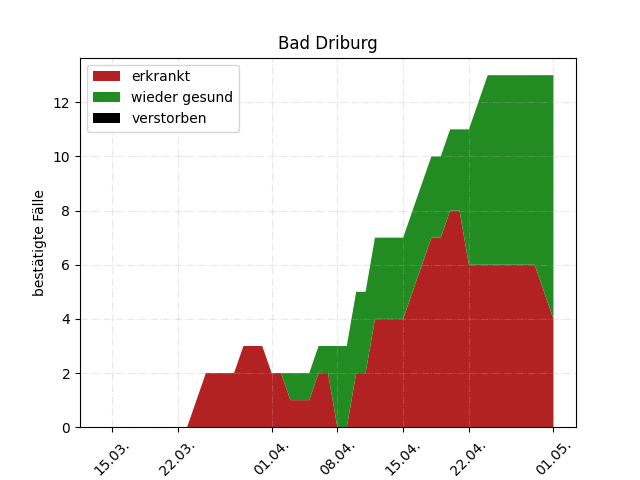 Bad Driburg
erkrankt
wieder gesund
verstorben
bestätigte Fälle
12
10
8
6
4
2
0
15.03.
22.03.
01.04.
08.04.
15.04.
22.04.
01.05.